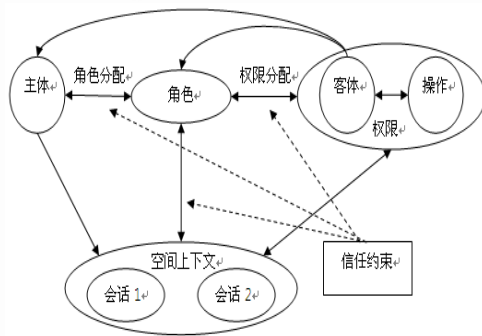 主体
角色分配
角色
权限分配
客体
操作
权限
空间上下文
会话 1
会话 2
信任约束